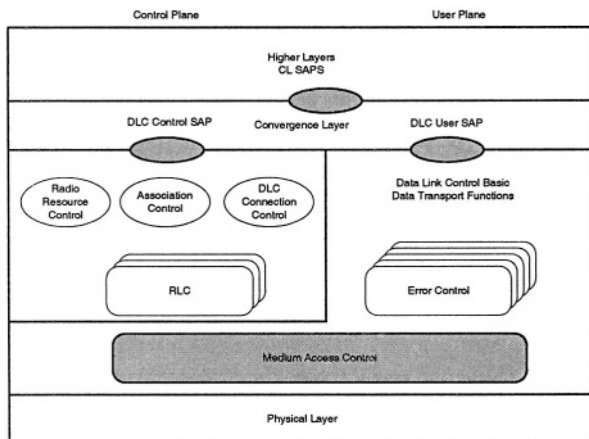 Control Plane
User Plane
Higher Layers
CL SAPS
DLC Control SAP
Convergence Layer
DLC User SAP
Radio
Resource
Control
Association
Control
DLC
Connection
Control
Data Link Control Basic
Data Transport Functions
RLC
Error Control
Medium Access Control
Physical Layer